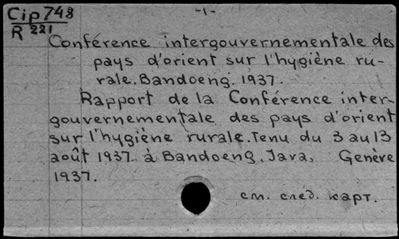 Cip 748
R 221
-1-
Conférence intergouvernementale des
pays d'orient sur l'hygiène ru-
rale. Bandoeng. 1937.
Rapport de la Conférence inter-
gouvernementale des pays d'orient
sur l'hygiène rurale. Tenu du 3 au 13
août 1937 à Bandoeng, Java, Genève
1937.
см. след. карт.